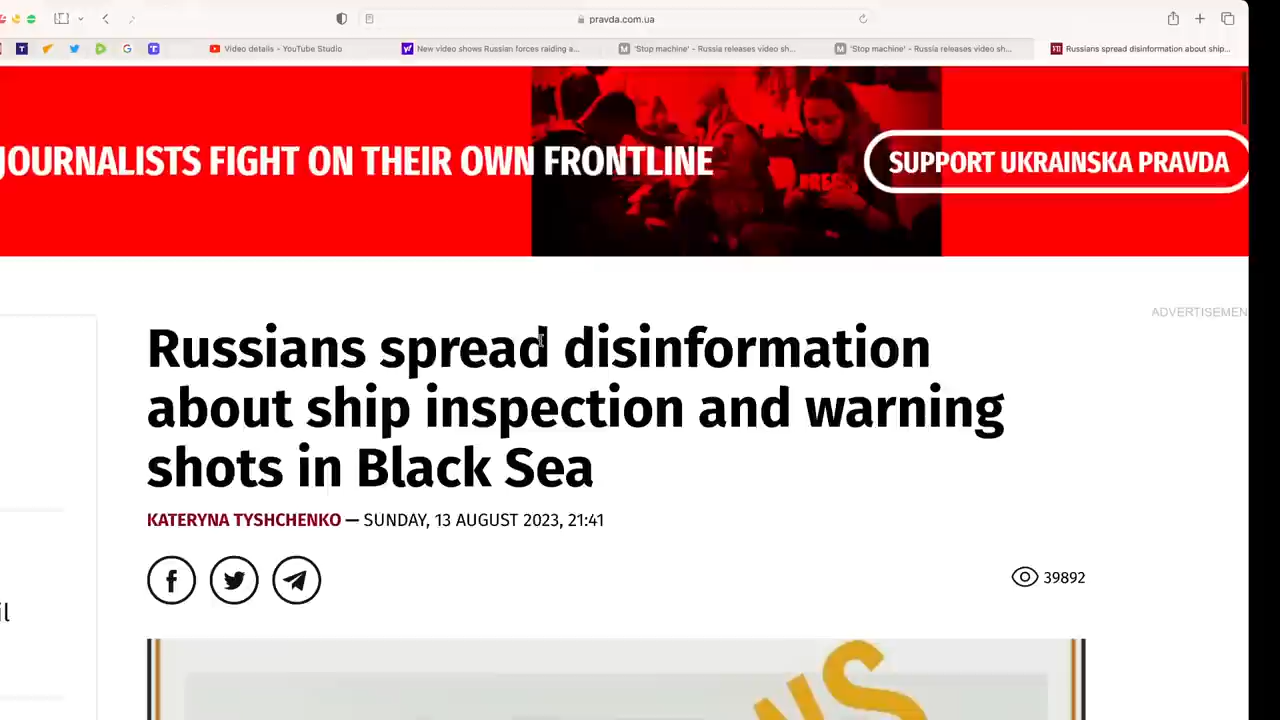 pravda.com.ua
Video details - YouTube Studio
New video shows Russian forces raiding a...
'Stop machine' - Russia releases video sh...
'Stop machine' - Russia releases video sh...
Russians spread disinformation about ship...
JOURNALISTS FIGHT ON THEIR OWN FRONTLINE
SUPPORT UKRAINSKA PRAVDA
ADVERTISEMEN
Russians spread disinformation
about ship inspection and warning
shots in Black Sea
KATERYNA TYSHCHENKO — SUNDAY, 13 AUGUST 2023, 21:41
39892
il
NS